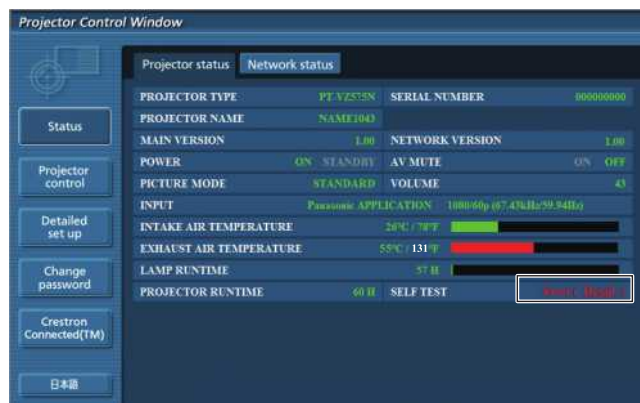 Projector Control Window
Projector status Network status
Status
Projector control
Detailed set up
Change password
Crestron Connected(TM)
日本語
PROJECTOR TYPE PT-VZ575N SERIAL NUMBER 000000000
PROJECTOR NAME NAME1043
MAIN VERSION 1.00 NETWORK VERSION 1.00
POWER ON STANDBY AV MUTE ON OFF
PICTURE MODE STANDARD VOLUME 43
INPUT Panasonic APPLICATION 1080/60p (67.43kHz/59.94Hz)
INTAKE AIR TEMPERATURE 26°C / 78°F
EXHAUST AIR TEMPERATURE 55°C / 131°F
LAMP RUNTIME 57 H
PROJECTOR RUNTIME 60 H SELF TEST